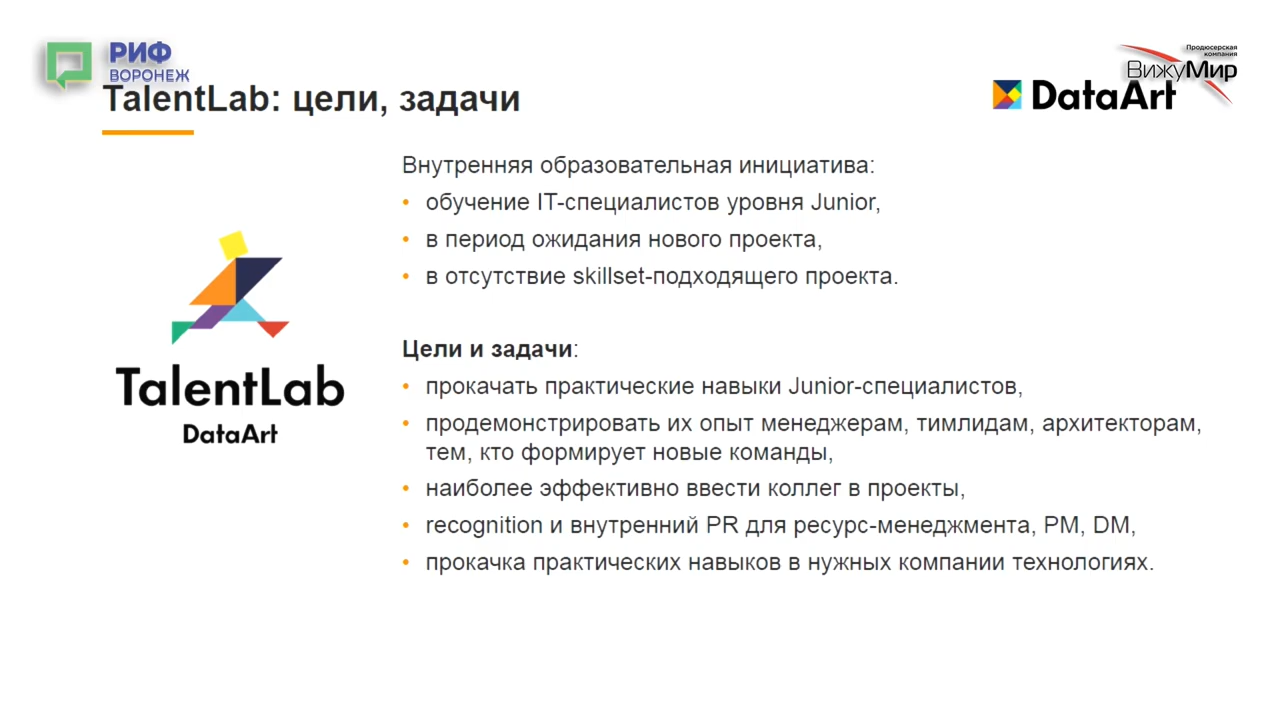 РИФ
ВОРОНЕЖ
TalentLab: цели, задачи
DataArt
Продюсерская
компания
ВижуМир
Внутренняя образовательная инициатива:
• обучение IT-специалистов уровня Junior,
• в период ожидания нового проекта,
• в отсутствие skillset-подходящего проекта.
TalentLab
DataArt
Цели и задачи:
• прокачать практические навыки Junior-специалистов,
• продемонстрировать их опыт менеджерам, тимлидам, архитекторам,
тем, кто формирует новые команды,
• наиболее эффективно ввести коллег в проекты,
• recognition и внутренний PR для ресурс-менеджмента, PM, DM,
• прокачка практических навыков в нужных компании технологиях.